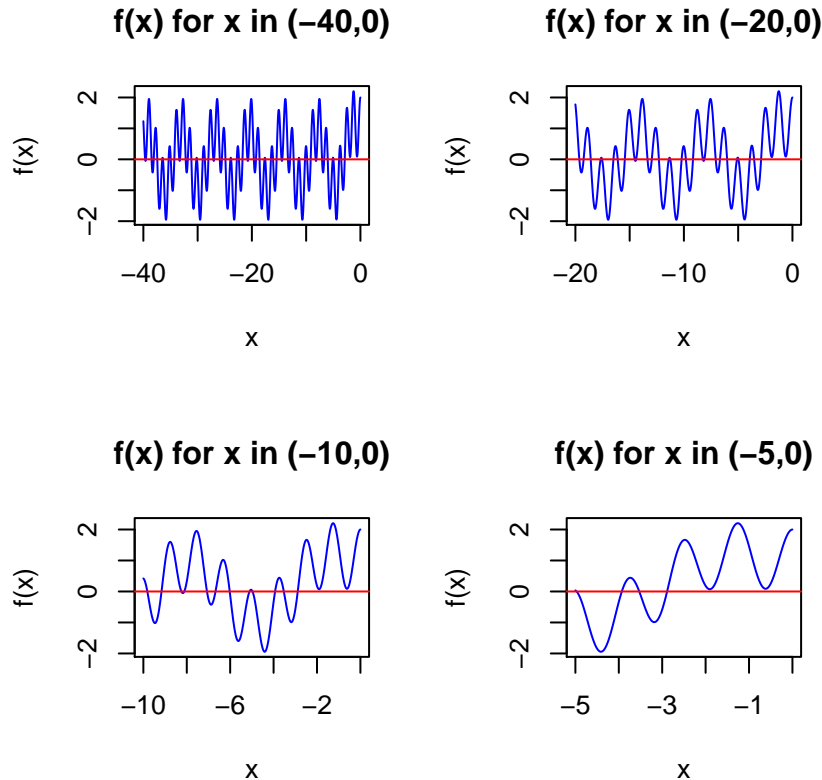 f(x) for x in (−40,0)
f(x)
2
0
−2
−40
−20
0
x
f(x) for x in (−20,0)
f(x)
2
0
−2
−20
−10
0
x
f(x) for x in (−10,0)
f(x)
2
0
−2
−10
−6
−2
x
f(x) for x in (−5,0)
f(x)
2
0
−2
−5
−3
−1
x